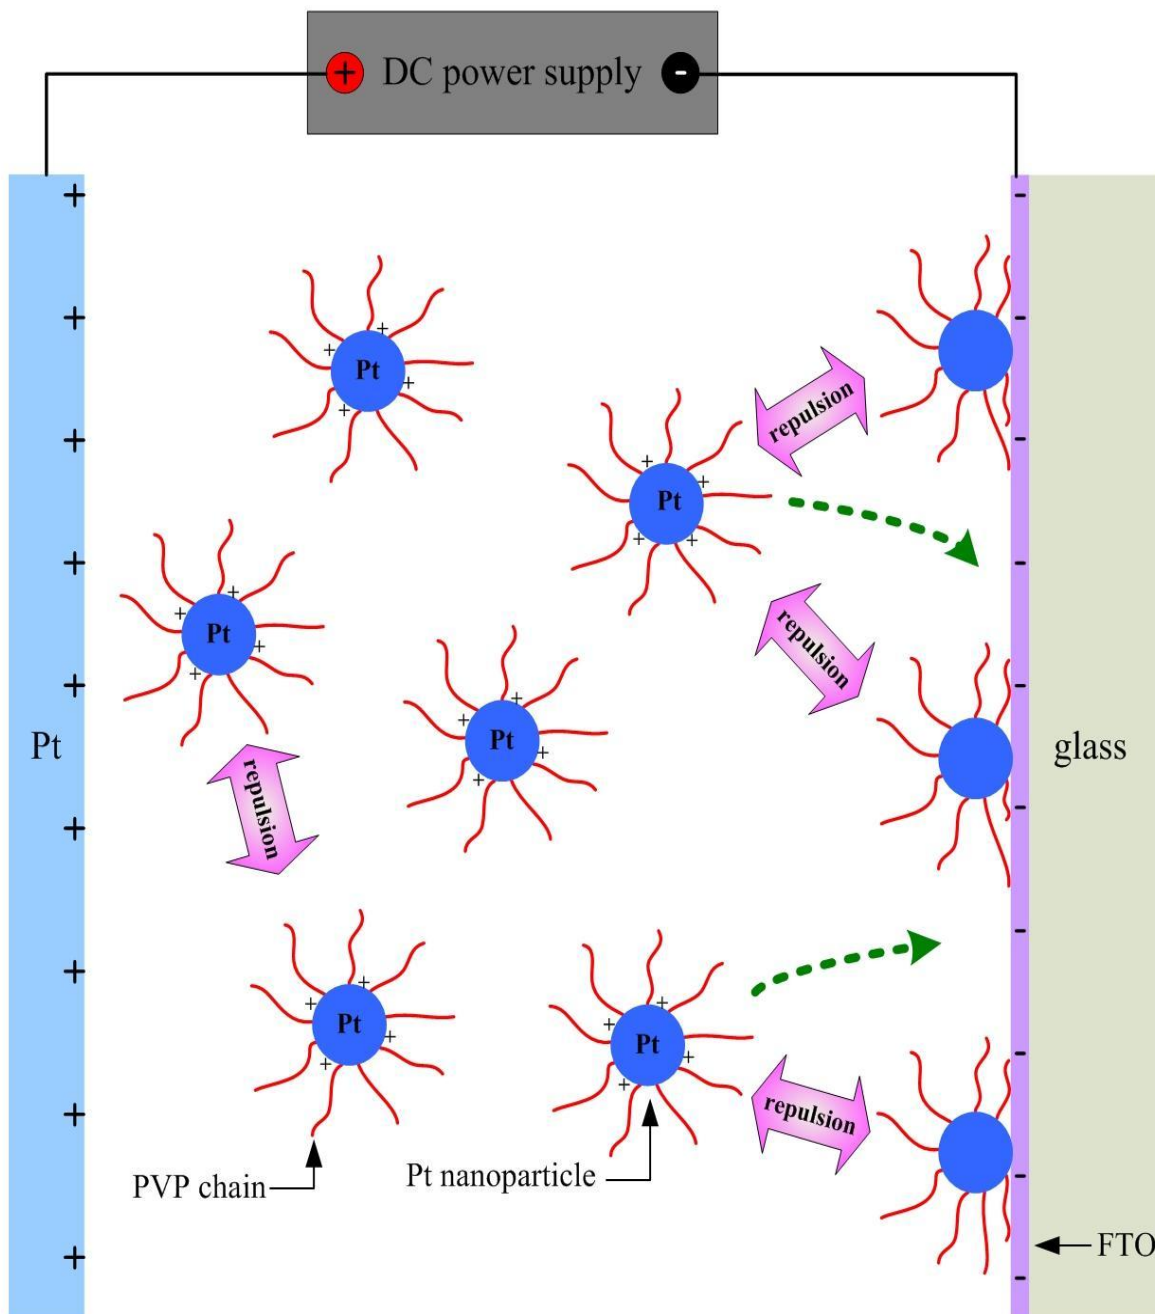 + DC power supply -
Pt
Pt
repulsion
Pt
repulsion
Pt
Pt
Pt
glass
repulsion
Pt
Pt
repulsion
PVP chain
Pt nanoparticle
FTO